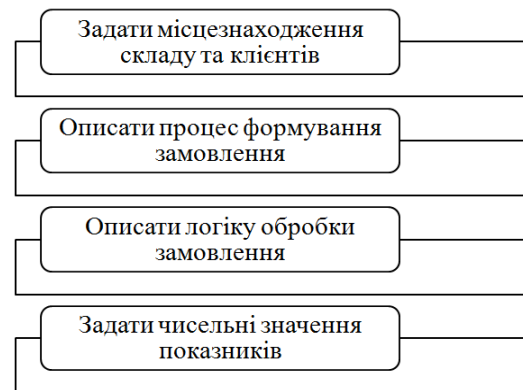 Задати місцезнаходження
складу та клієнтів
Описати процес формування
замовлення
Описати логіку обробки
замовлення
Задати чисельні значення
показників